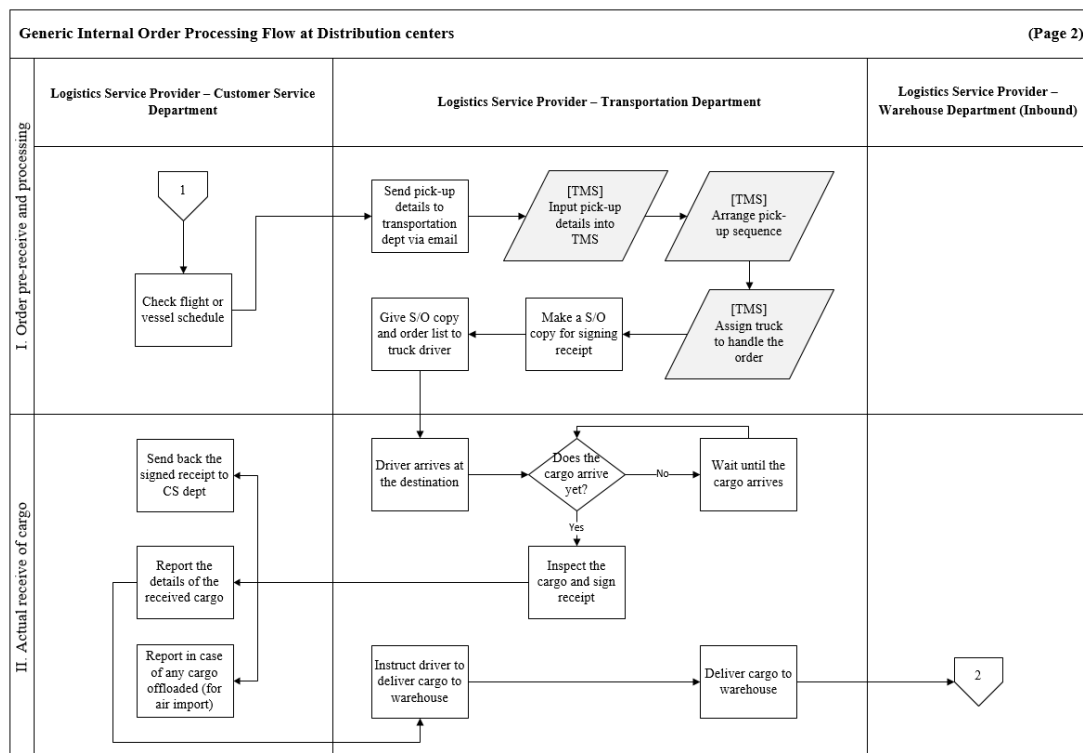 Generic Internal Order Processing Flow at Distribution centers
(Page 2)
Logistics Service Provider – Customer Service
Department
Logistics Service Provider – Transportation Department
Logistics Service Provider –
Warehouse Department (Inbound)
I. Order pre-receive and processing
1
Check flight or
vessel schedule
Send pick-up
details to
transportation
dept via email
[TMS]
Input pick-up
details into
TMS
[TMS]
Arrange pick-
up sequence
[TMS]
Assign truck
to handle the
order
Make a S/O
copy for signing
receipt
Give S/O copy
and order list to
truck driver
II. Actual receive of cargo
Driver arrives at
the destination
Does the
cargo arrive
yet?
No
Wait until the
cargo arrives
Yes
Inspect the
cargo and sign
receipt
Send back the
signed receipt to
CS dept
Report the
details of the
received cargo
Report in case
of any cargo
offloaded (for
air import)
Instruct driver to
deliver cargo to
warehouse
Deliver cargo to
warehouse
2